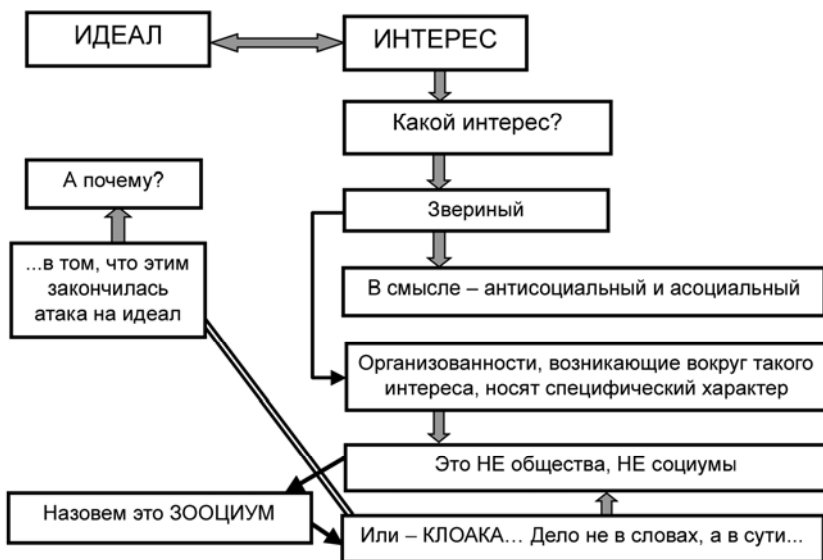 ИДЕАЛ
ИНТЕРЕС
Какой интерес?
А почему?
Звериный
...в том, что этим
закончилась
атака на идеал
В смысле – антисоциальный и асоциальный
Организованности, возникающие вокруг такого
интереса, носят специфический характер
Это НЕ общества, НЕ социумы
Назовем это ЗООЦИУМ
Или – КЛОАКА... Дело не в словах, а в сути...